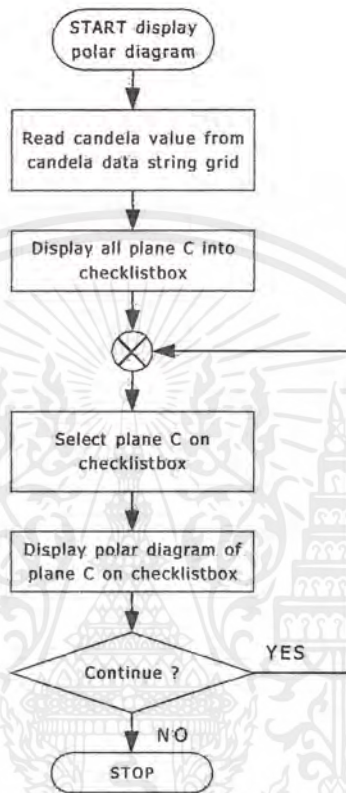 START display
polar diagram
Read candela value from
candela data string grid
Display all plane C into
checklistbox
Select plane C on
checklistbox
Display polar diagram of
plane C on checklistbox
Continue ?
YES
NO
STOP